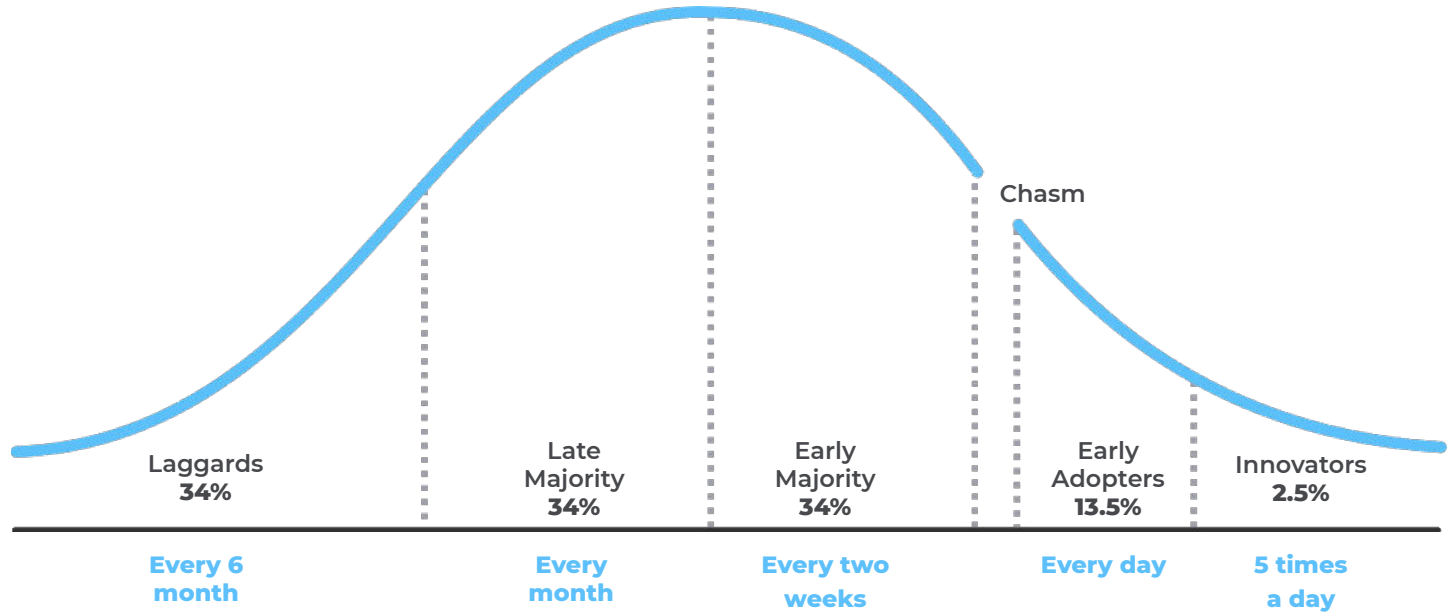 Chasm
Laggards
34%
Late
Majority
34%
Early
Majority
34%
Early
Adopters
13.5%
Innovators
2.5%
Every 6
month
Every
month
Every two
weeks
Every day
5 times
a day